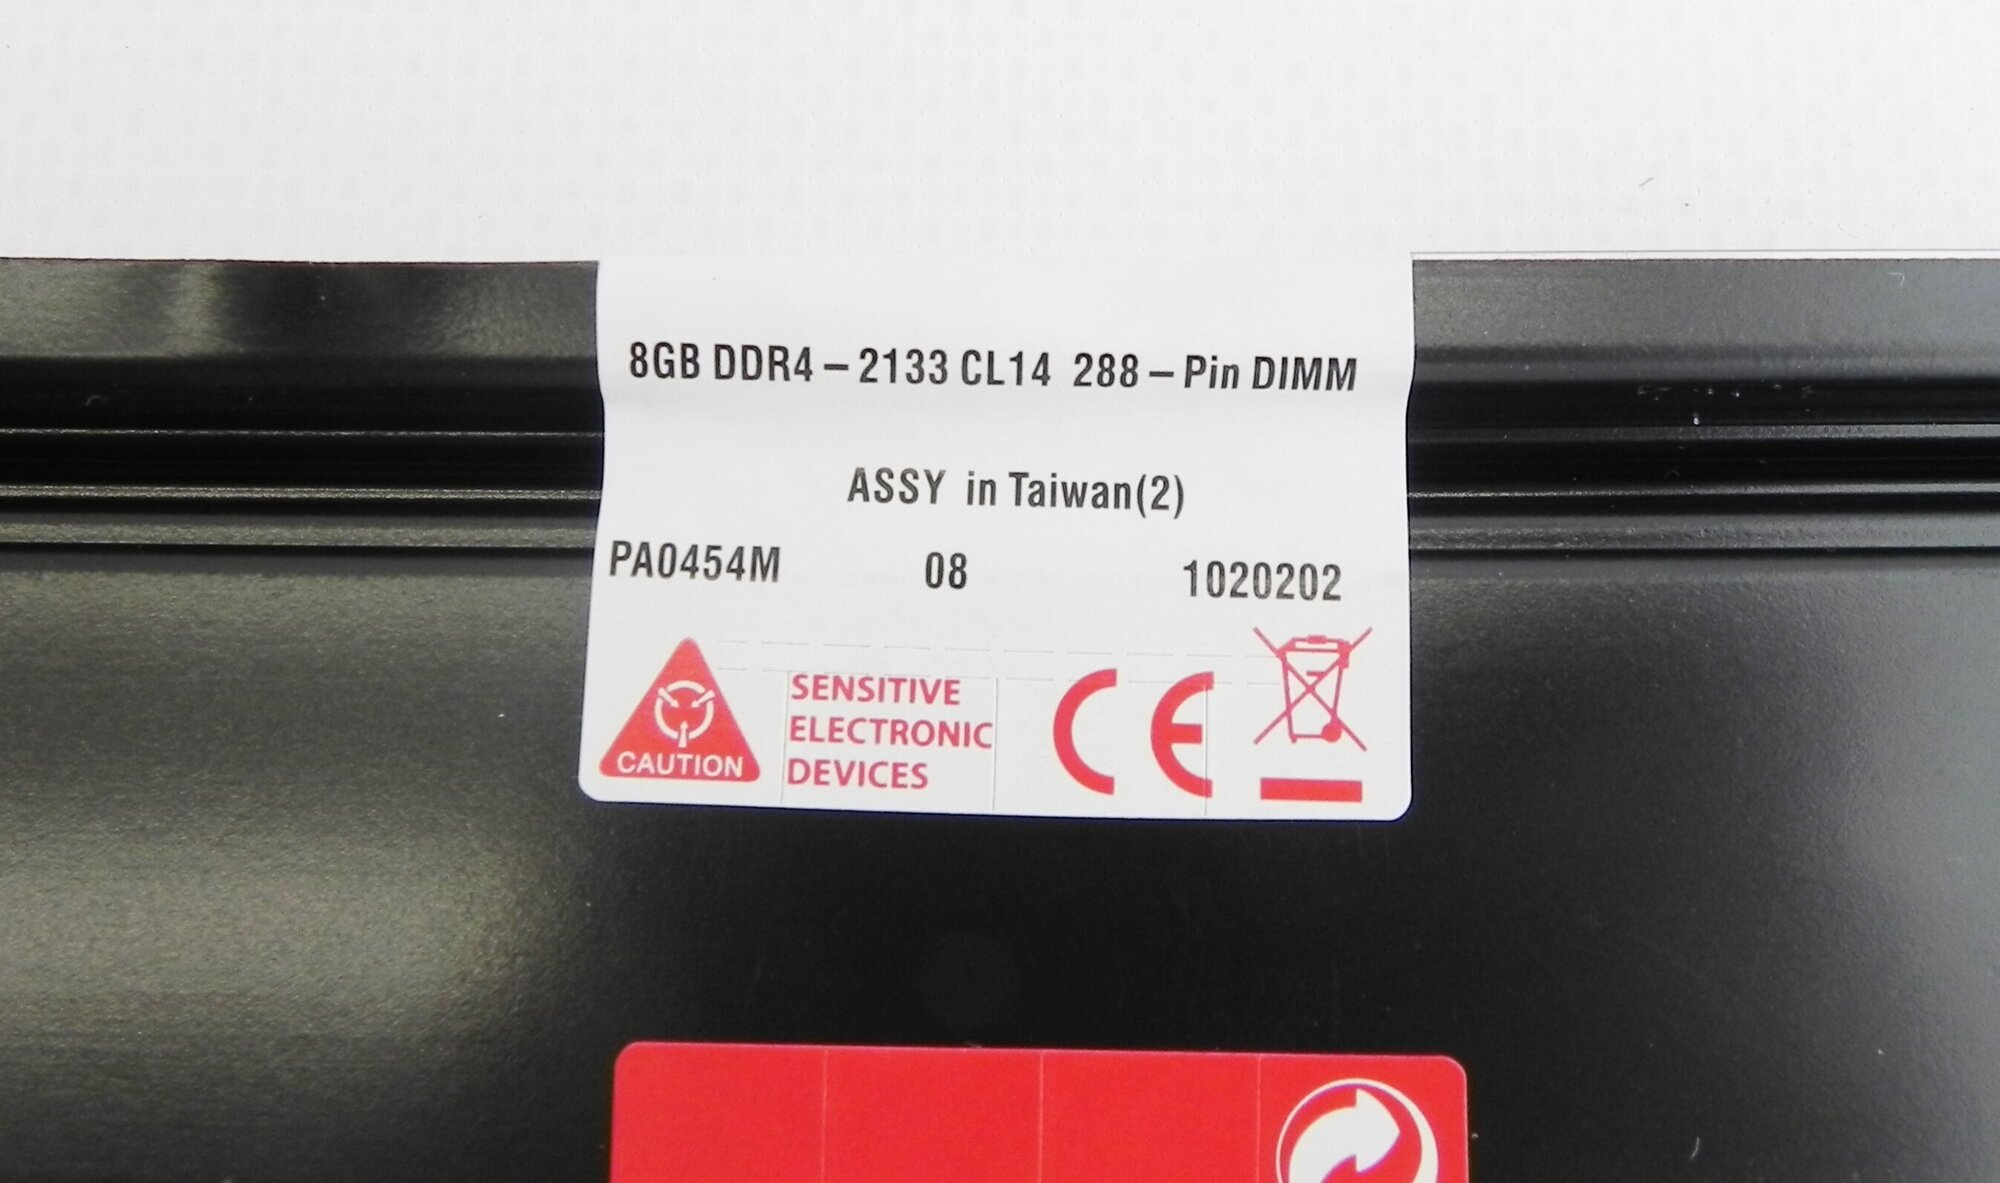 8GB DDR4 – 2133 CL14 288 – Pin DIMM
ASSY in Taiwan(2)
PA0454M 08 1020202
CAUTION
SENSITIVE
ELECTRONIC
DEVICES
CE